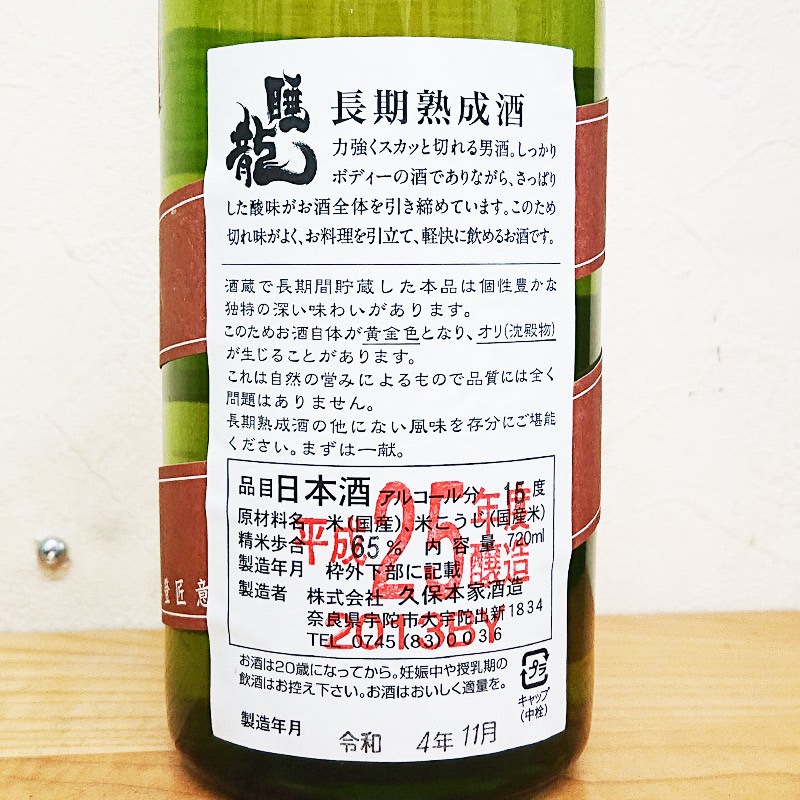 睡龍
長期熟成酒
力強くスカッと切れる男酒。しっかり
ボディーの酒でありながら、さっぱり
した酸味がお酒全体を引き締めています。このため
切れ味がよく、お料理を引立て、軽快に飲めるお酒です。
酒蔵で長期間貯蔵した本品は個性豊かな
独特の深い味わいがあります。
このためお酒自体が黄金色となり、オリ(沈殿物)
が生じることがあります。
これは自然の営みによるもので品質には全く
問題はありません。
長期熟成酒の他にない風味を存分にご堪能
ください。まずは一献。
品目日本酒 アルコール分 15度
原材料名 米(国産)、米こうじ(国産米)
精米歩合 65% 内容量 720ml
製造年月 枠外下部に記載
製造者 株式会社 久保本家酒造
奈良県宇陀市大宇陀出新1834
TEL 0745(83)0036
平成25年度醸造
2013BY
お酒は20歳になってから。妊娠中や授乳期の
飲酒はお控え下さい。お酒はおいしく適量を。
プラ
キャップ
(中栓)
製造年月 令和 4年 11月
匠意